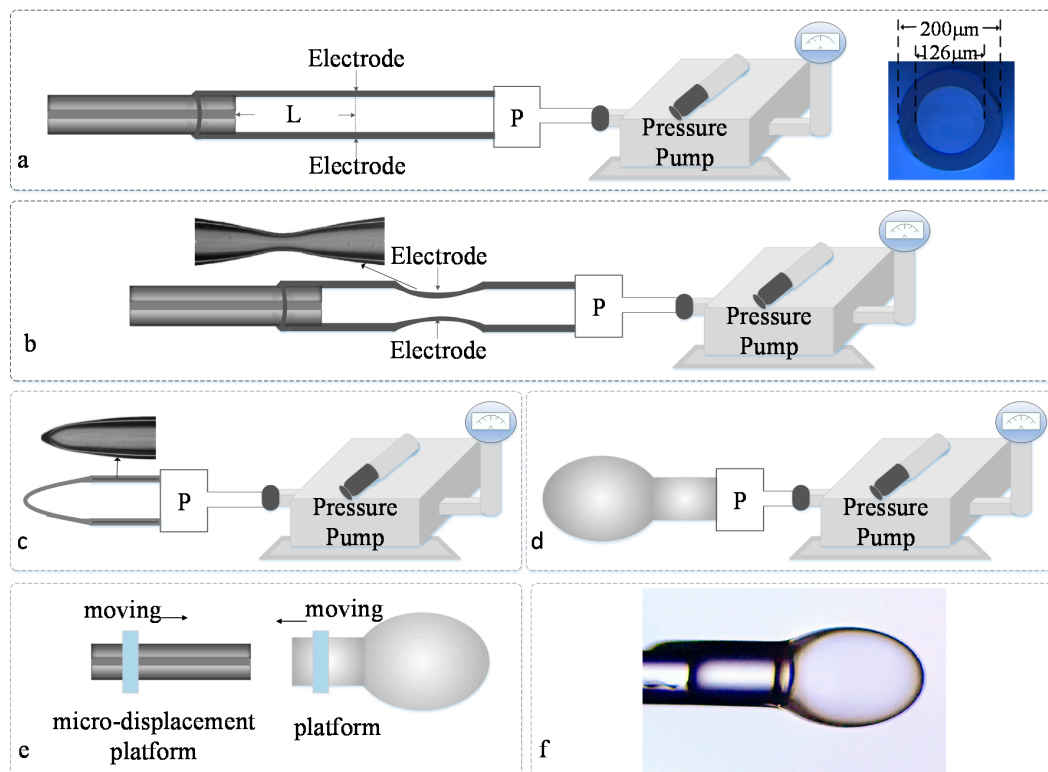 200μm
126μm
Electrode
L
Electrode
P
Pressure
Pump
a
Electrode
Electrode
P
Pressure
Pump
b
P
Pressure
Pump
c
P
Pressure
Pump
d
moving
moving
micro-displacement
platform
platform
e
f